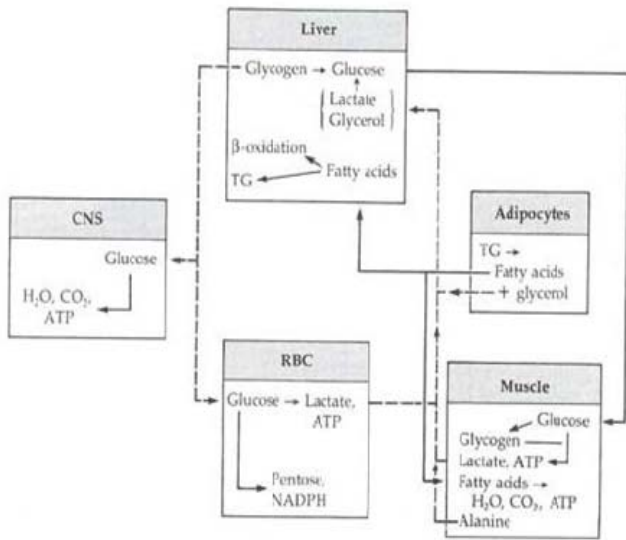 Liver
Glycogen → Glucose
Lactate
Glycerol
β-oxidation
TG
Fatty acids
CNS
Glucose
H₂O, CO₂,
ATP
Adipocytes
TG →
Fatty acids
+ glycerol
RBC
Glucose → Lactate,
ATP
Pentose,
NADPH
Muscle
Glucose
Glycogen
Lactate, ATP
Fatty acids →
H₂O, CO₂, ATP
Alanine